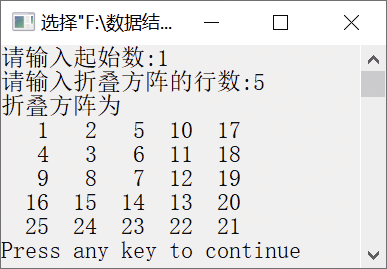 选择"F:\数据结...
请输入起始数:1
请输入折叠方阵的行数:5
折叠方阵为
1 2 5 10 17
4 3 6 11 18
9 8 7 12 19
16 15 14 13 20
25 24 23 22 21
Press any key to continue